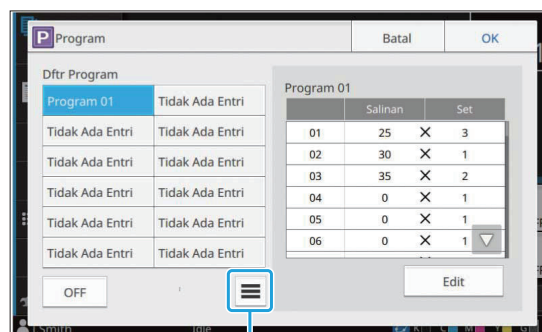 P Program Batal OK
Dftr Program
Program 01 Tidak Ada Entri
Tidak Ada Entri Tidak Ada Entri
Tidak Ada Entri Tidak Ada Entri
Tidak Ada Entri Tidak Ada Entri
Tidak Ada Entri Tidak Ada Entri
Tidak Ada Entri Tidak Ada Entri
OFF
Program 01
Salinan Set
01 25 X 3
02 30 X 1
03 35 X 2
04 0 X 1
05 0 X 1
06 0 X 1
Edit
Smith Idle K C M Y G